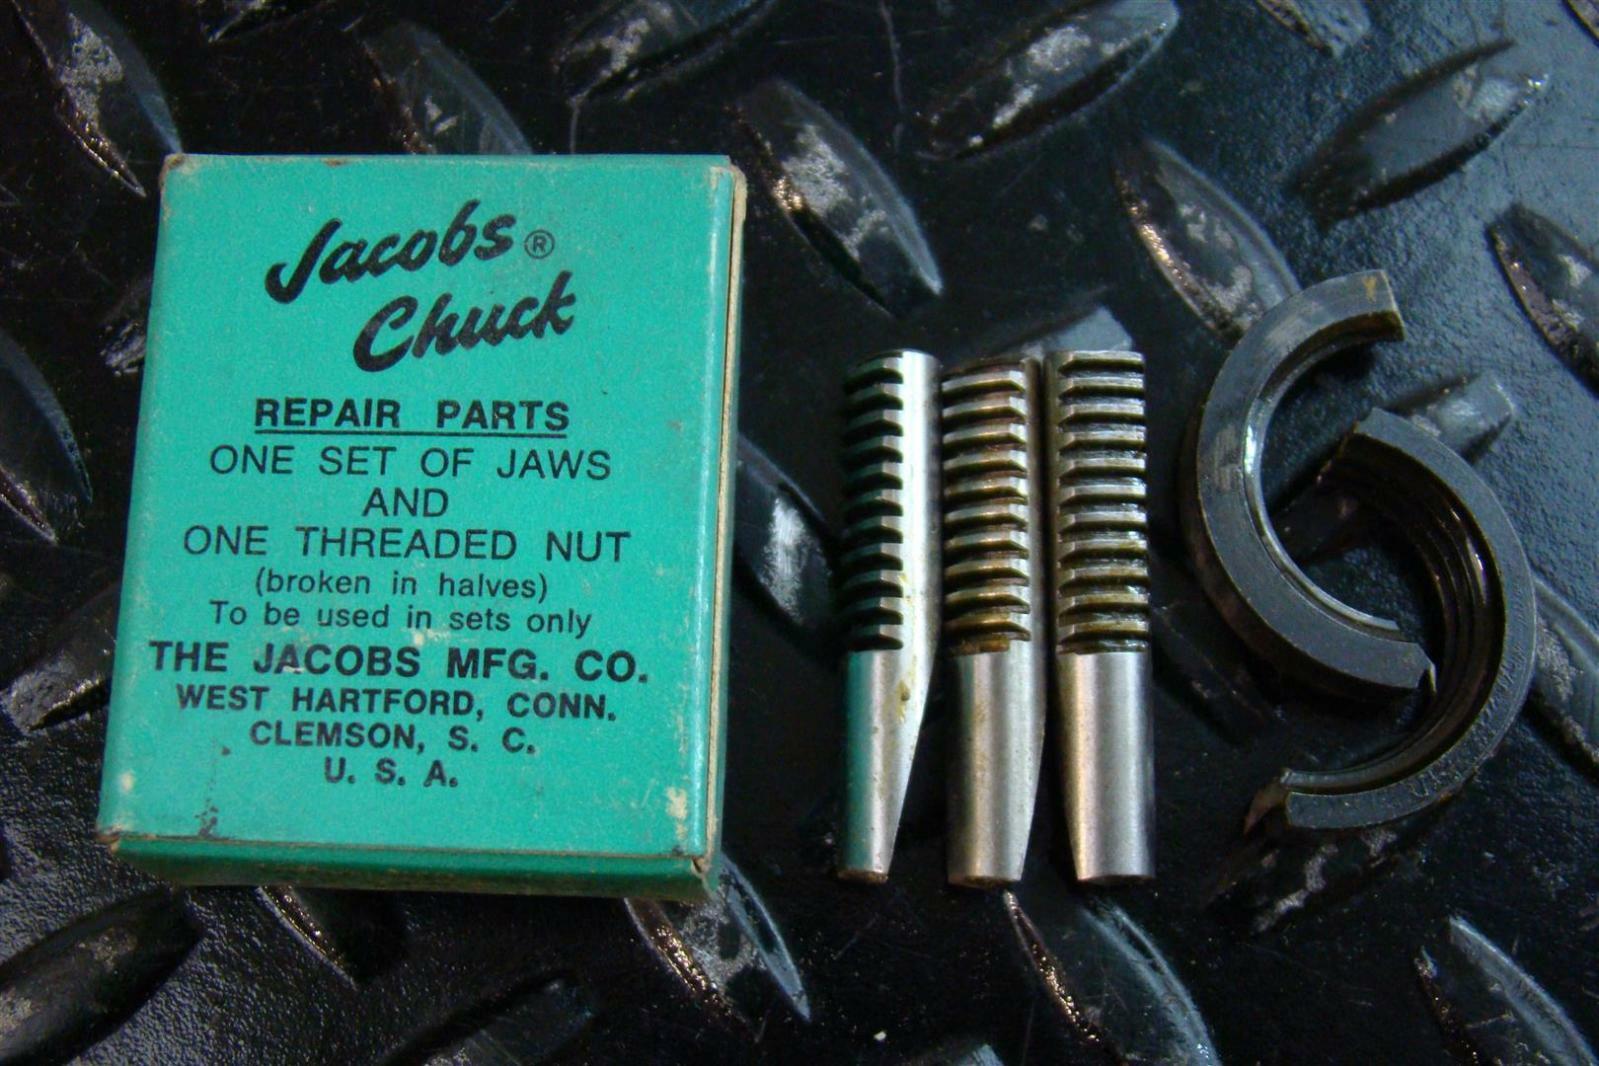 Jacobs®
Chuck
REPAIR PARTS
ONE SET OF JAWS
AND
ONE THREADED NUT
(broken in halves)
To be used in sets only
THE JACOBS MFG. CO.
WEST HARTFORD, CONN.
CLEMSON, S. C.
U. S. A.